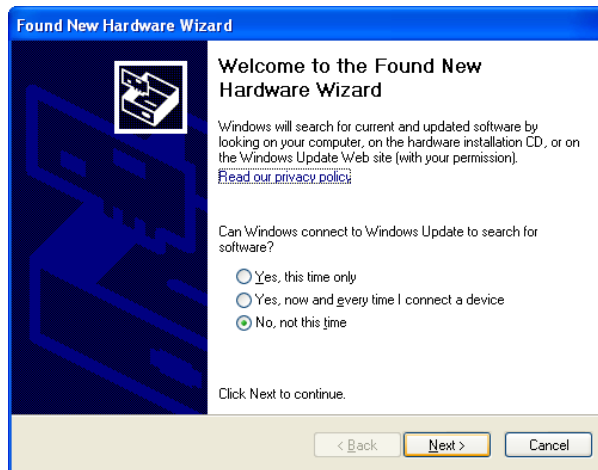 Found New Hardware Wizard
Welcome to the Found New
Hardware Wizard
Windows will search for current and updated software by
looking on your computer, on the hardware installation CD, or on
the Windows Update Web site (with your permission).
Read our privacy policy
Can Windows connect to Windows Update to search for
software?
Yes, this time only
Yes, now and every time I connect a device
No, not this time
Click Next to continue.
< Back
Next >
Cancel